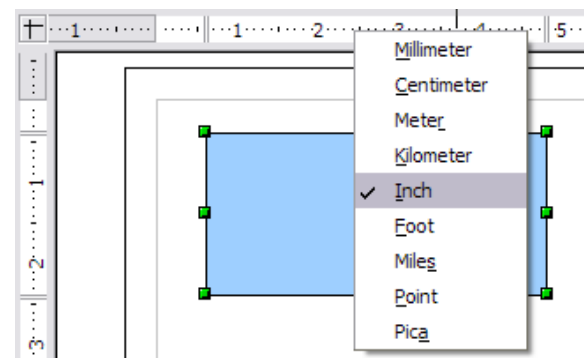 1 1 2 3 4 5
Millimeter
Centimeter
Meter
Kilometer
1
Inch
Foot
2
Miles
Point
Pica
3